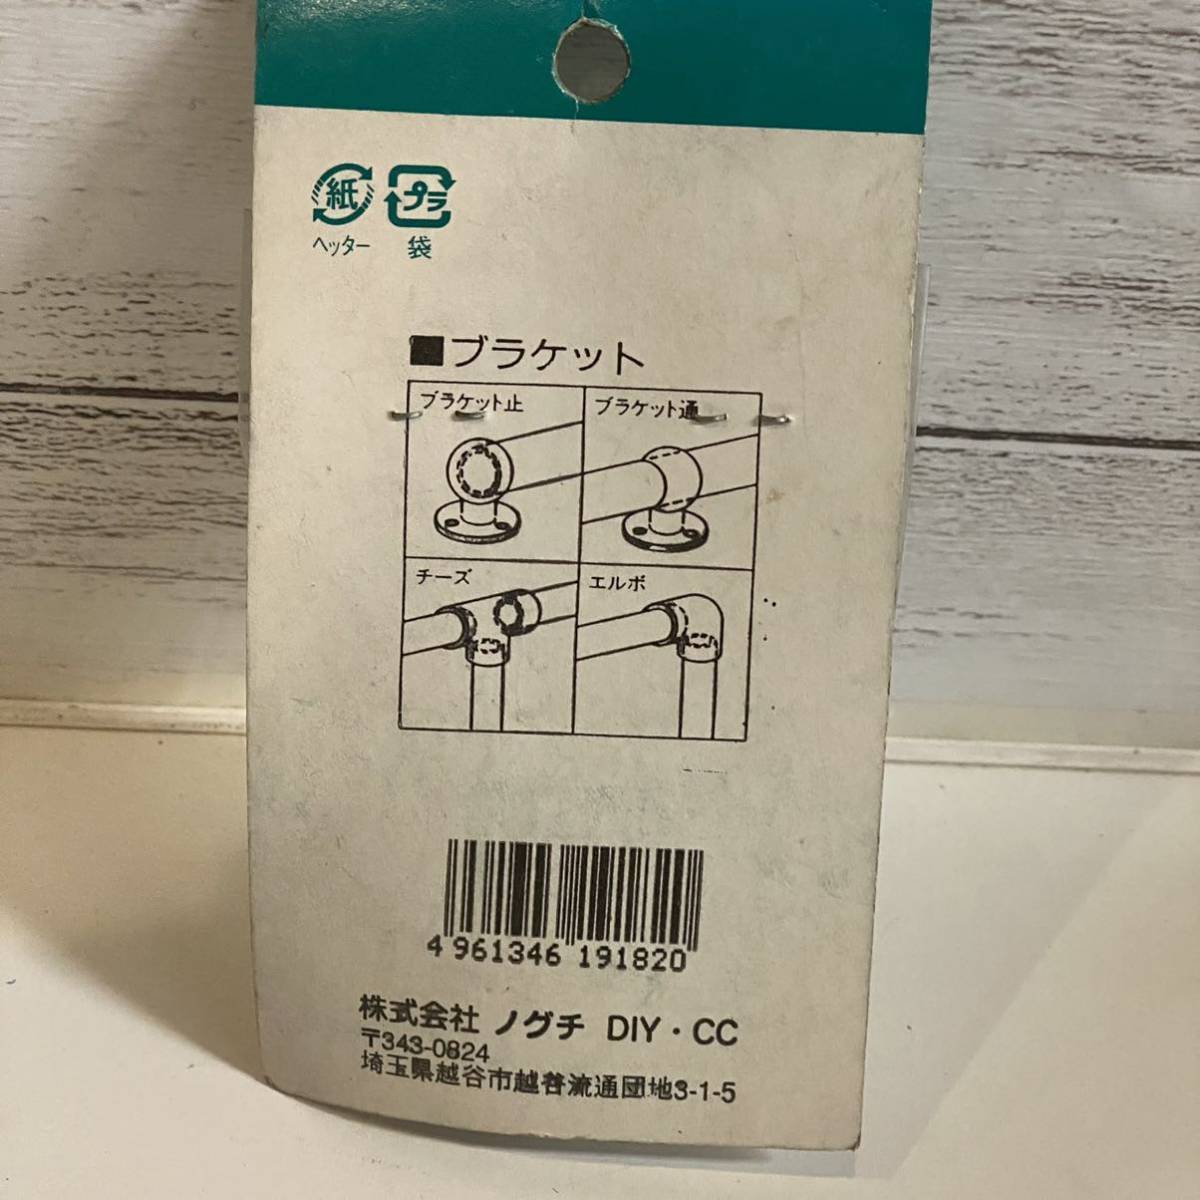 紙 プラ
ヘッター 袋
■ブラケット
ブラケット止 ブラケット通
チーズ エルボ
4 961346 191820
株式会社 ノグチ DIY・CC
〒343-0824
埼玉県越谷市越谷流通団地3-1-5